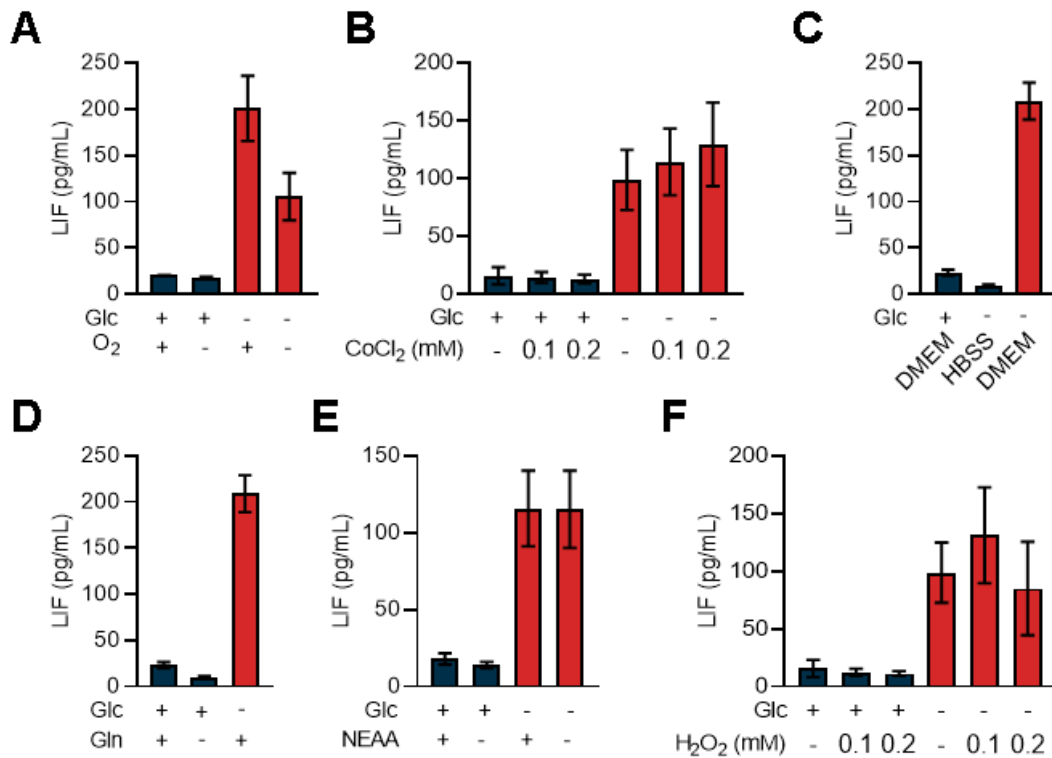 A
LIF (pg/mL)
250
200
150
100
50
0
Glc + + - -
O₂ + - + -
B
LIF (pg/mL)
200
150
100
50
0
Glc + + + - - -
CoCl₂ (mM) - 0.1 0.2 - 0.1 0.2
C
LIF (pg/mL)
250
200
150
100
50
0
Glc + - -
DMEM HBSS DMEM
D
LIF (pg/mL)
250
200
150
100
50
0
Glc + + -
Gln + - +
E
LIF (pg/mL)
150
100
50
0
Glc + + - -
NEAA + - + -
F
LIF (pg/mL)
200
150
100
50
0
Glc + + + - - -
H₂O₂ (mM) - 0.1 0.2 - 0.1 0.2